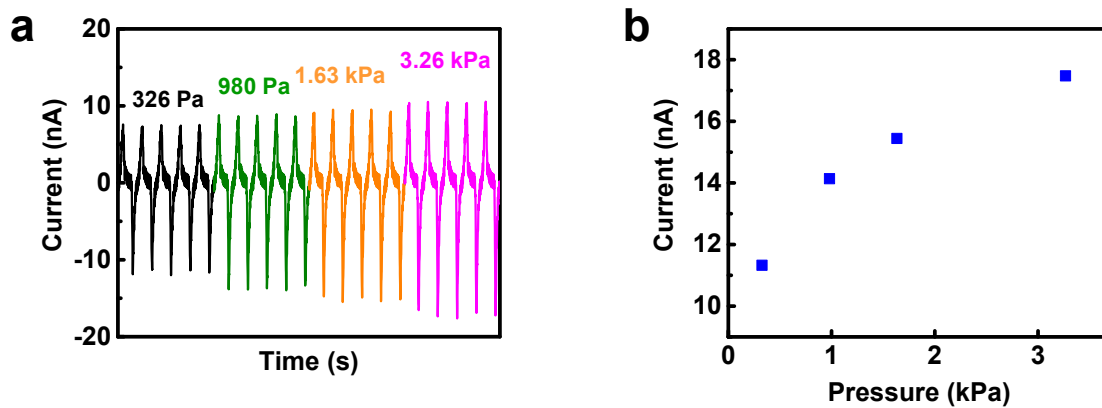 a
20
10
0
-10
-20
Current (nA)
326 Pa
980 Pa
1.63 kPa
3.26 kPa
Time (s)
b
18
16
14
12
10
Current (nA)
0 1 2 3
Pressure (kPa)